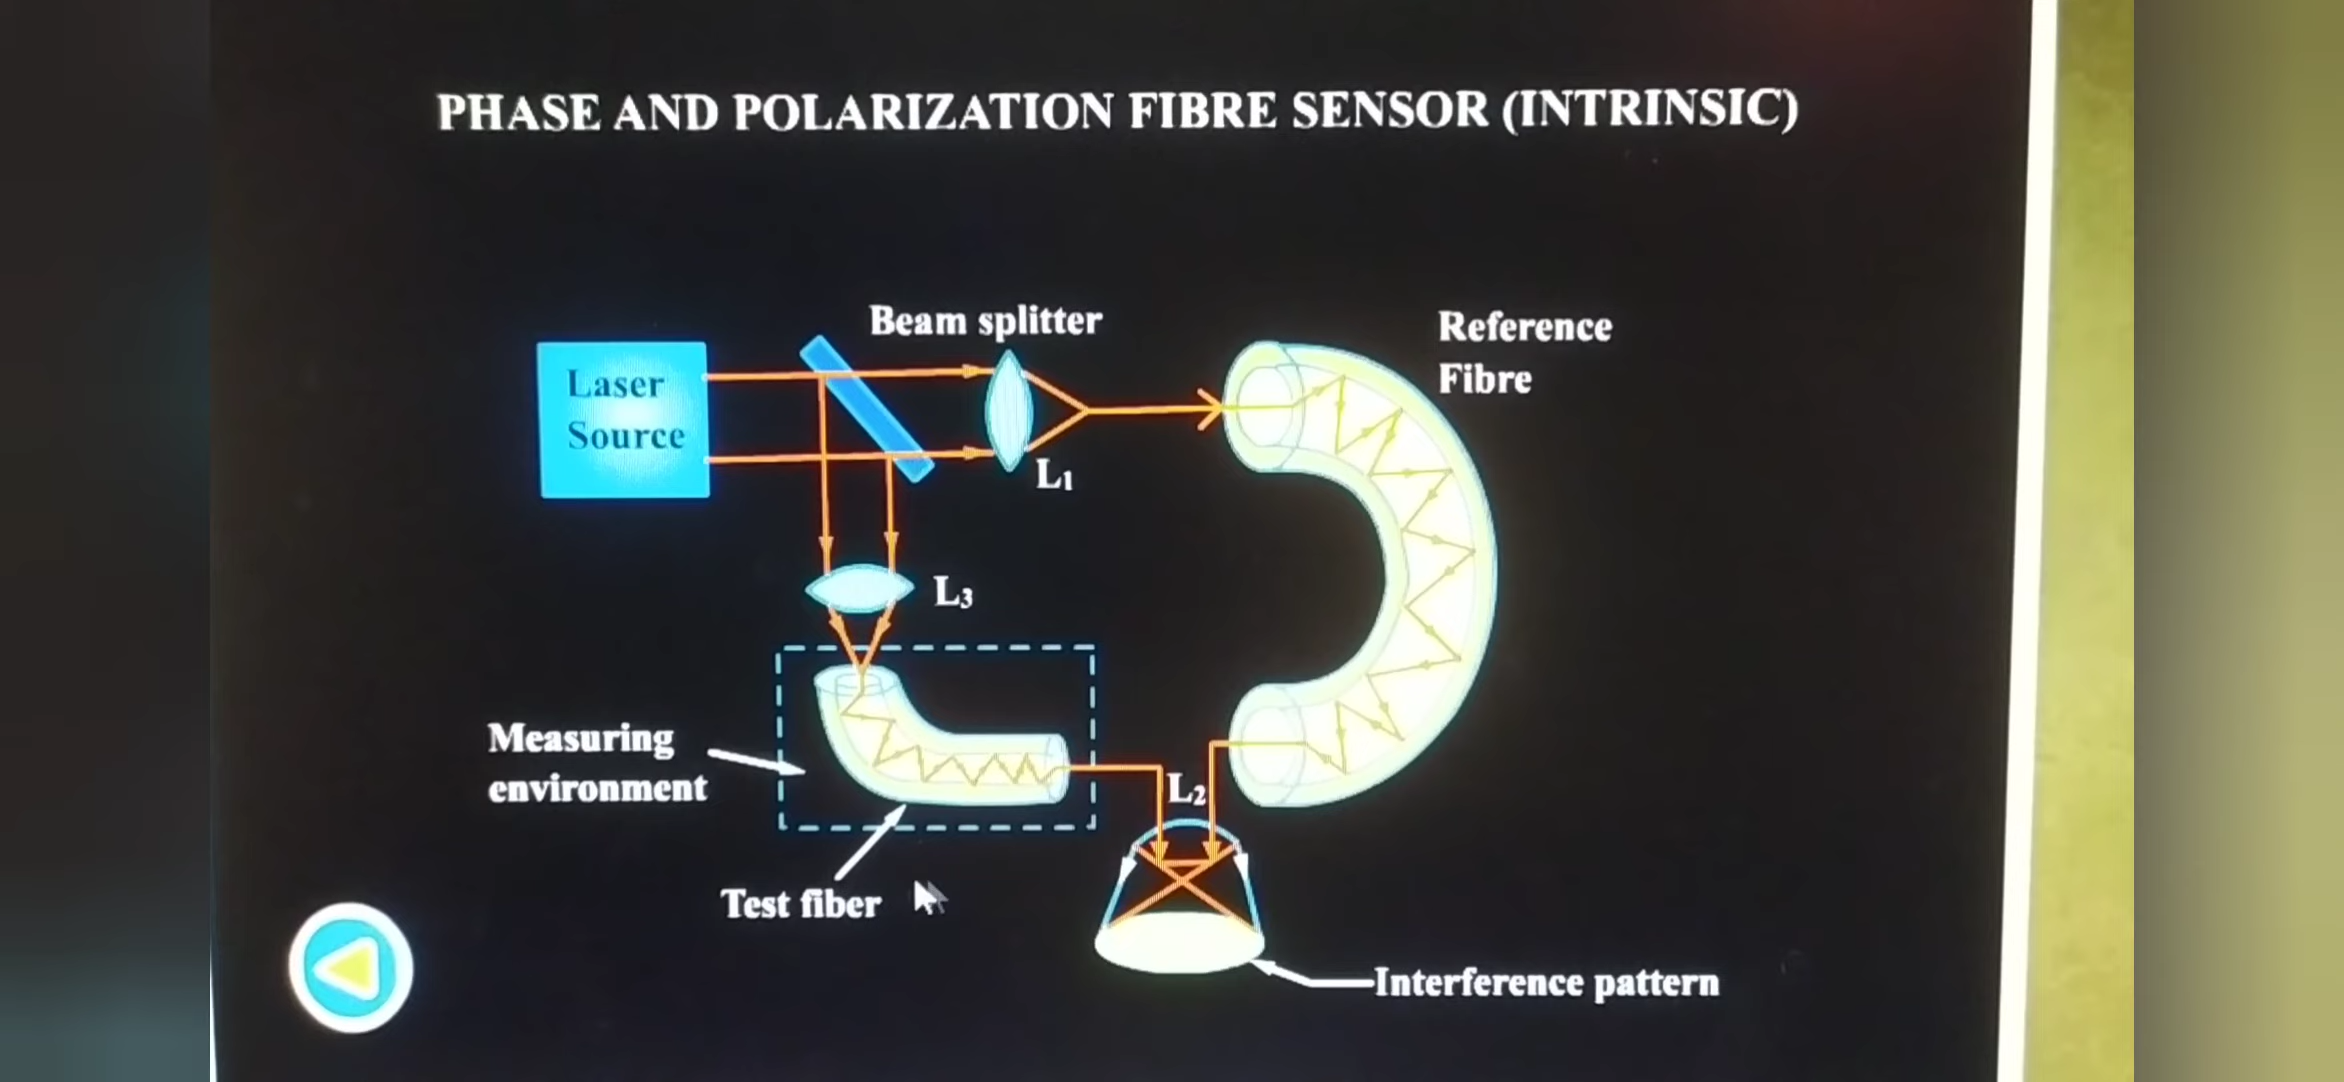 PHASE AND POLARIZATION FIBRE SENSOR (INTRINSIC)
Beam splitter
Reference
Fibre
Laser
Source
L1
L3
Measuring
environment
L2
Test fiber
Interference pattern